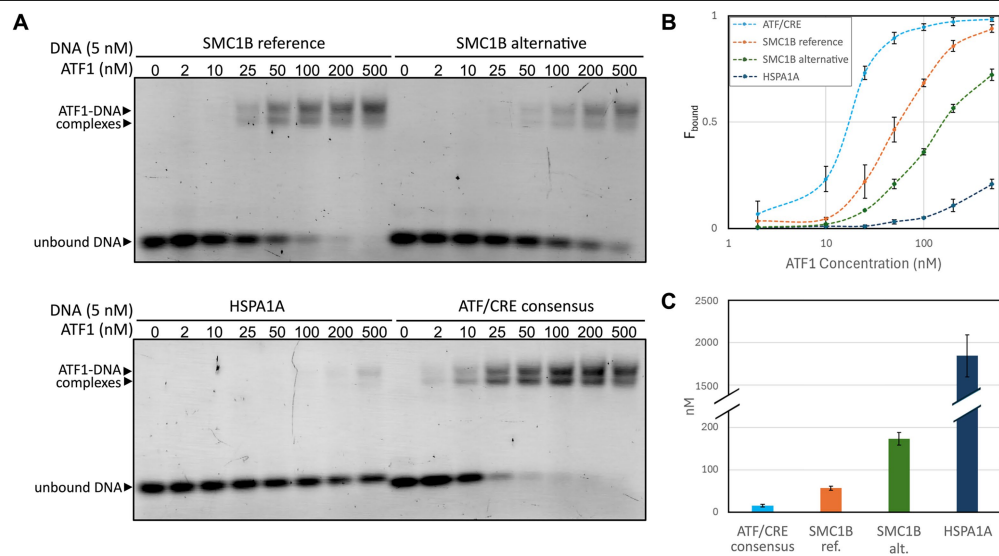 A
DNA (5 nM) SMC1B reference SMC1B alternative
ATF1 (nM) 0 2 10 25 50 100 200 500 0 2 10 25 50 100 200 500
ATF1-DNA
complexes
unbound DNA
DNA (5 nM) HSPA1A ATF/CRE consensus
ATF1 (nM) 0 2 10 25 50 100 200 500 0 2 10 25 50 100 200 500
ATF1-DNA
complexes
unbound DNA
B
1
ATF/CRE
SMC1B reference
SMC1B alternative
HSPA1A
0.5
0
Fbound
1 10 100
ATF1 Concentration (nM)
C
2500
2000
1500
200
100
0
nM
ATF/CRE
consensus
SMC1B
ref.
SMC1B
alt.
HSPA1A